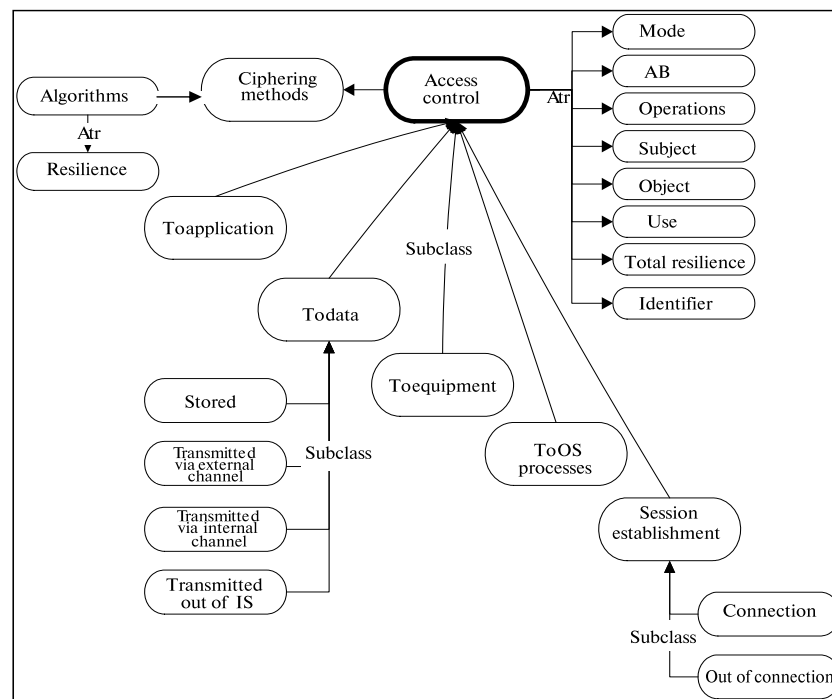 Mode
Ciphering
methods
Access
control
Algorithms
AB
Atr
Operations
Atr
Subject
Resilience
Object
Toapplication
Use
Subclass
Total resilience
Todata
Identifier
Toequipment
Stored
Subclass
Transmitted
via external
channel
ToOS
processes
Transmitted
via internal
channel
Session
establishment
Transmitted
out of IS
Connection
Subclass
Out of connection